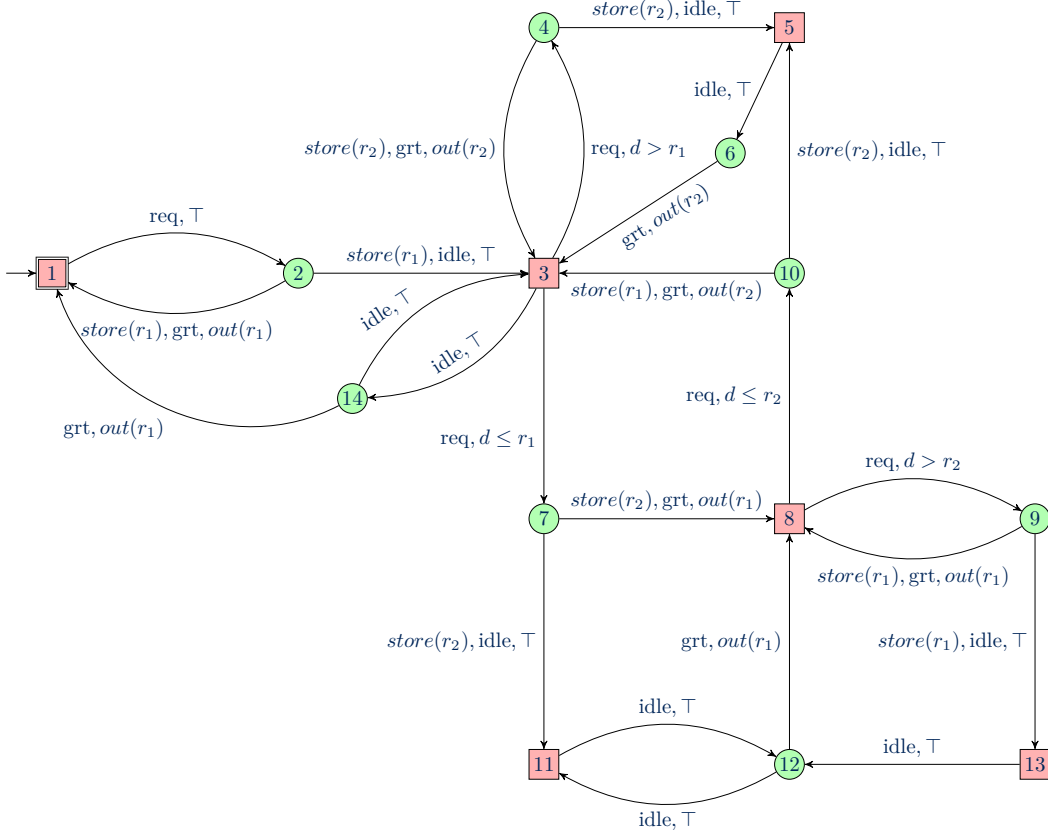 4
store(r₂), idle, ⊤
5
idle, ⊤
store(r₂), grt, out(r₂)
req, d > r₁
6
store(r₂), idle, ⊤
grt, out(r₂)
req, ⊤
1
2
store(r₁), idle, ⊤
3
store(r₁), grt, out(r₂)
10
store(r₁), grt, out(r₁)
idle, ⊤
idle, ⊤
14
grt, out(r₁)
req, d ≤ r₂
req, d ≤ r₁
req, d > r₂
7
store(r₂), grt, out(r₁)
8
9
store(r₁), grt, out(r₁)
store(r₂), idle, ⊤
grt, out(r₁)
store(r₁), idle, ⊤
idle, ⊤
11
12
idle, ⊤
13
idle, ⊤